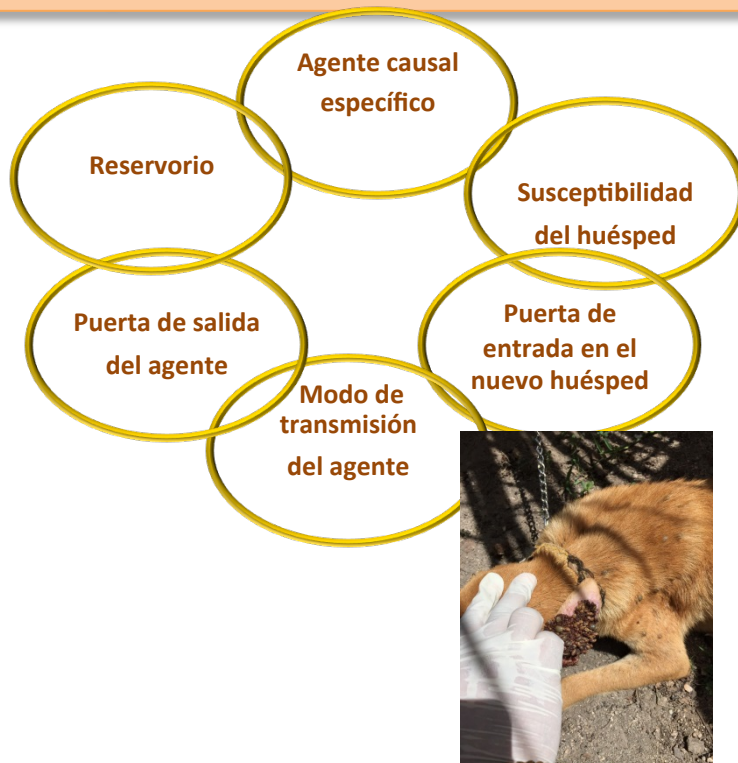 Agente causal
específico
Reservorio
Susceptibilidad
del huésped
Puerta de salida
del agente
Puerta de
entrada en el
nuevo huésped
Modo de
transmisión
del agente